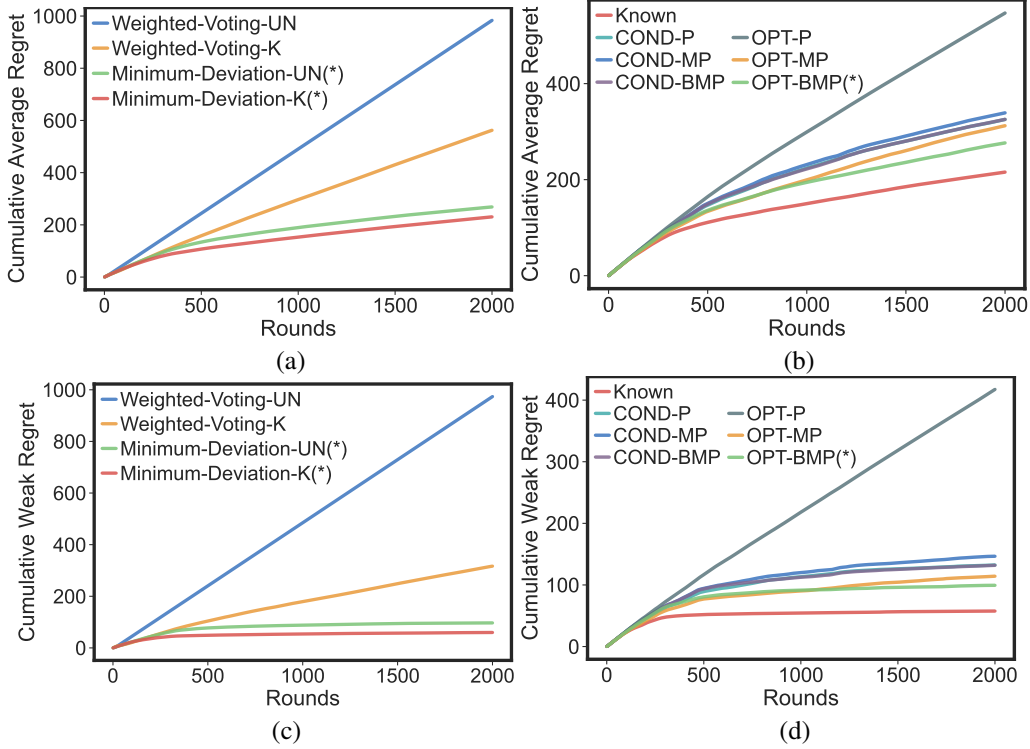 Cumulative Average Regret
1000
800
600
400
200
0
Weighted-Voting-UN
Weighted-Voting-K
Minimum-Deviation-UN(*)
Minimum-Deviation-K(*)
0 500 1000 1500 2000
Rounds
(a)
Cumulative Average Regret
400
200
0
Known
COND-P OPT-P
COND-MP OPT-MP
COND-BMP OPT-BMP(*)
0 500 1000 1500 2000
Rounds
(b)
Cumulative Weak Regret
1000
800
600
400
200
0
Weighted-Voting-UN
Weighted-Voting-K
Minimum-Deviation-UN(*)
Minimum-Deviation-K(*)
0 500 1000 1500 2000
Rounds
(c)
Cumulative Weak Regret
400
300
200
100
0
Known
COND-P OPT-P
COND-MP OPT-MP
COND-BMP OPT-BMP(*)
0 500 1000 1500 2000
Rounds
(d)